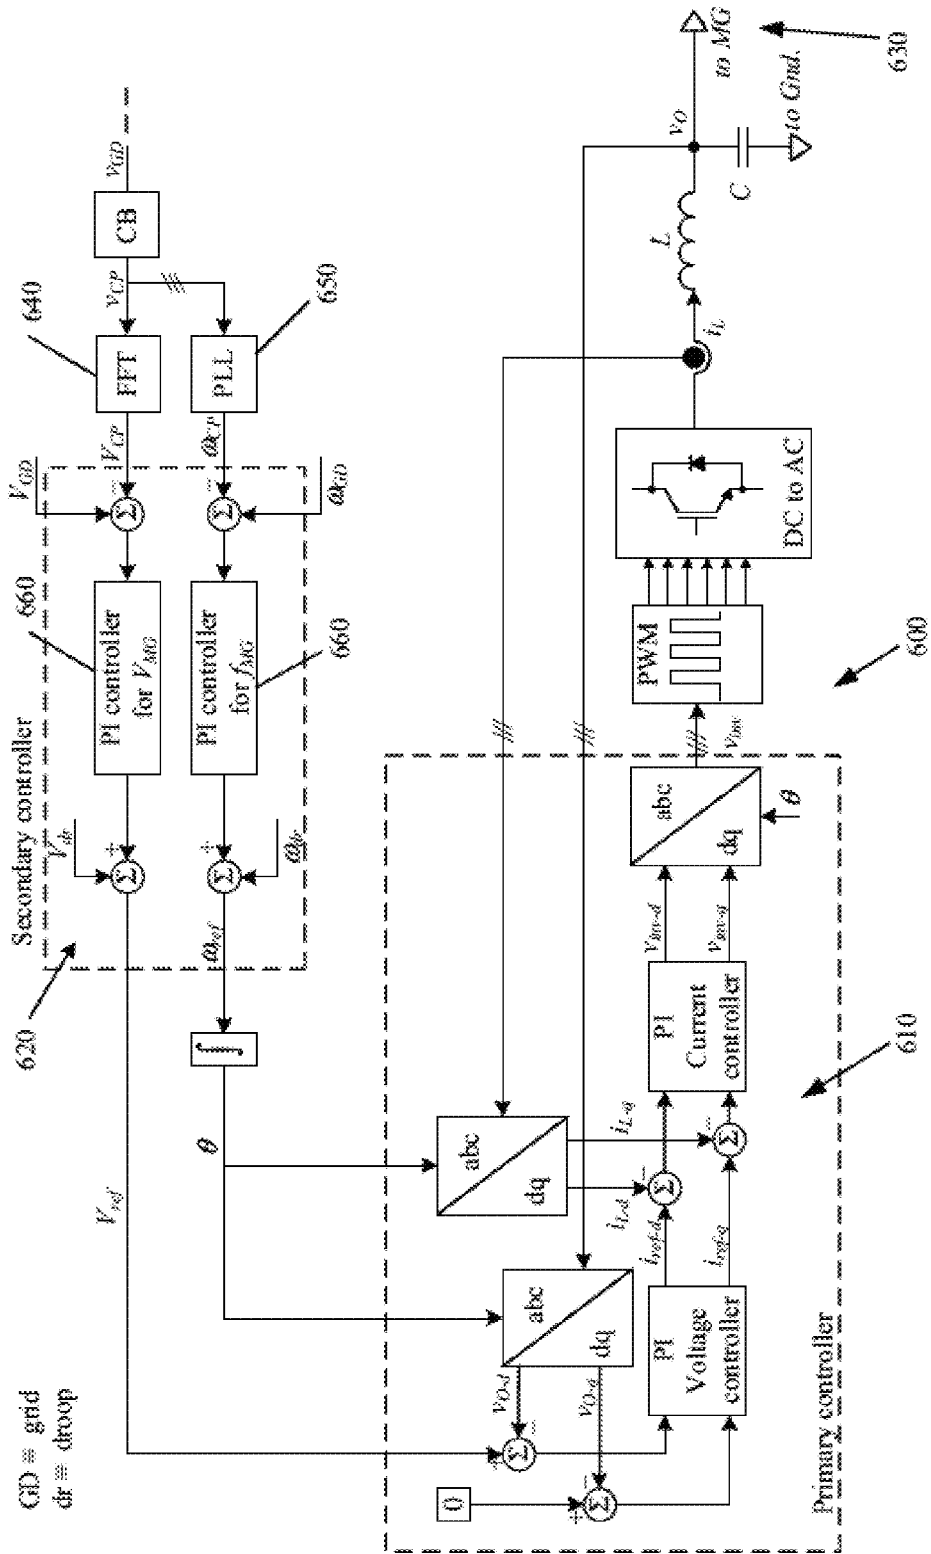 GD ≡ grid
dr ≡ droop
Secondary controller
620
V_ref
θ
∫
ω_ref
V_dr
+
Σ
+
Σ
ω_dr
660
PI controller
for V_MG
PI controller
for f_MG
660
V_GD
Σ
−
Σ
−
ω_GD
V_CP
ω_CP
640
FFT
PLL
650
v_CP
CB
v_GD
0
+
Σ
−
+
Σ
−
v_O-d
v_O-q
abc
dq
PI
Voltage
controller
i_ref-d
i_ref-q
abc
dq
i_L-d
i_L-q
Σ
−
Σ
−
PI
Current
controller
v_inv-d
v_inv-q
abc
dq
θ
v_inv
Primary controller
610
PWM
600
DC to AC
i_L
L
v_O
C
to Gnd.
to MG
630